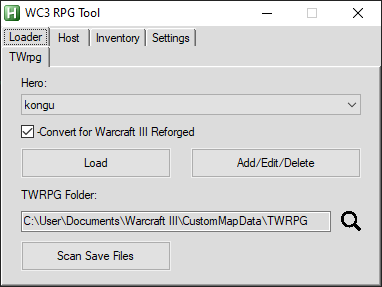 WC3 RPG Tool
Loader Host Inventory Settings
TWrpg
Hero:
kongu
-Convert for Warcraft III Reforged
Load Add/Edit/Delete
TWRPG Folder:
C:\User\Documents\Warcraft III\CustomMapData\TWRPG
Scan Save Files